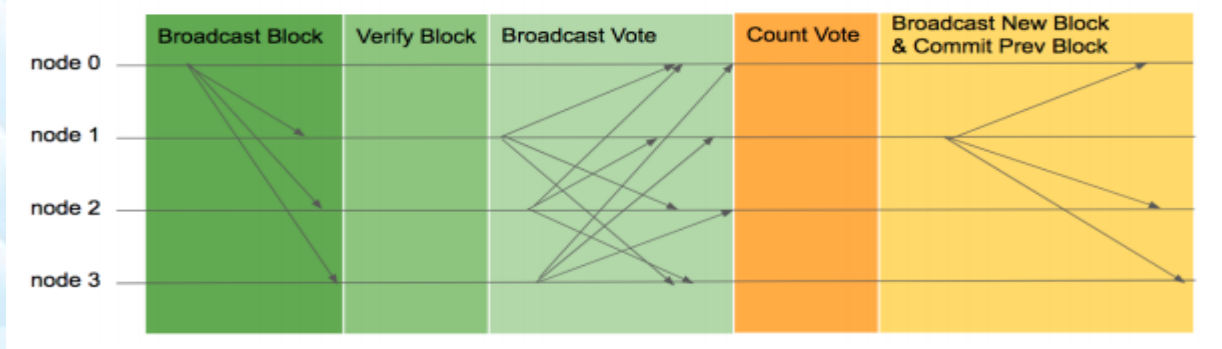 Broadcast Block
Verify Block
Broadcast Vote
Count Vote
Broadcast New Block
& Commit Prev Block
node 0
node 1
node 2
node 3